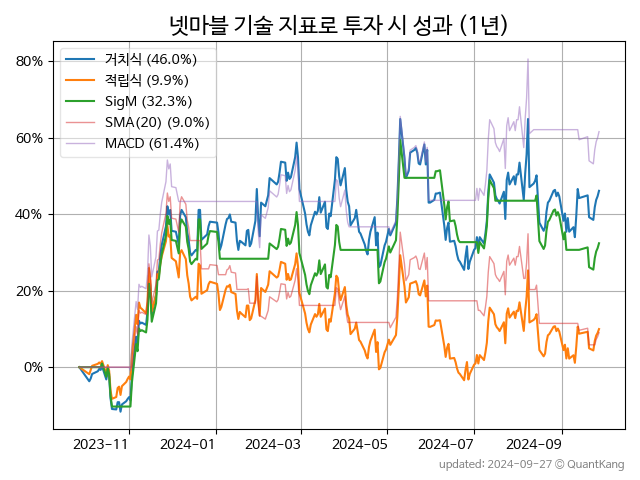 넷마블 기술 지표로 투자 시 성과 (1년)
거치식 (46.0%)
적립식 (9.9%)
SigM (32.3%)
SMA(20) (9.0%)
MACD (61.4%)
80%
60%
40%
20%
0%
2023-11 2024-01 2024-03 2024-05 2024-07 2024-09
updated: 2024-09-27 © QuantKang